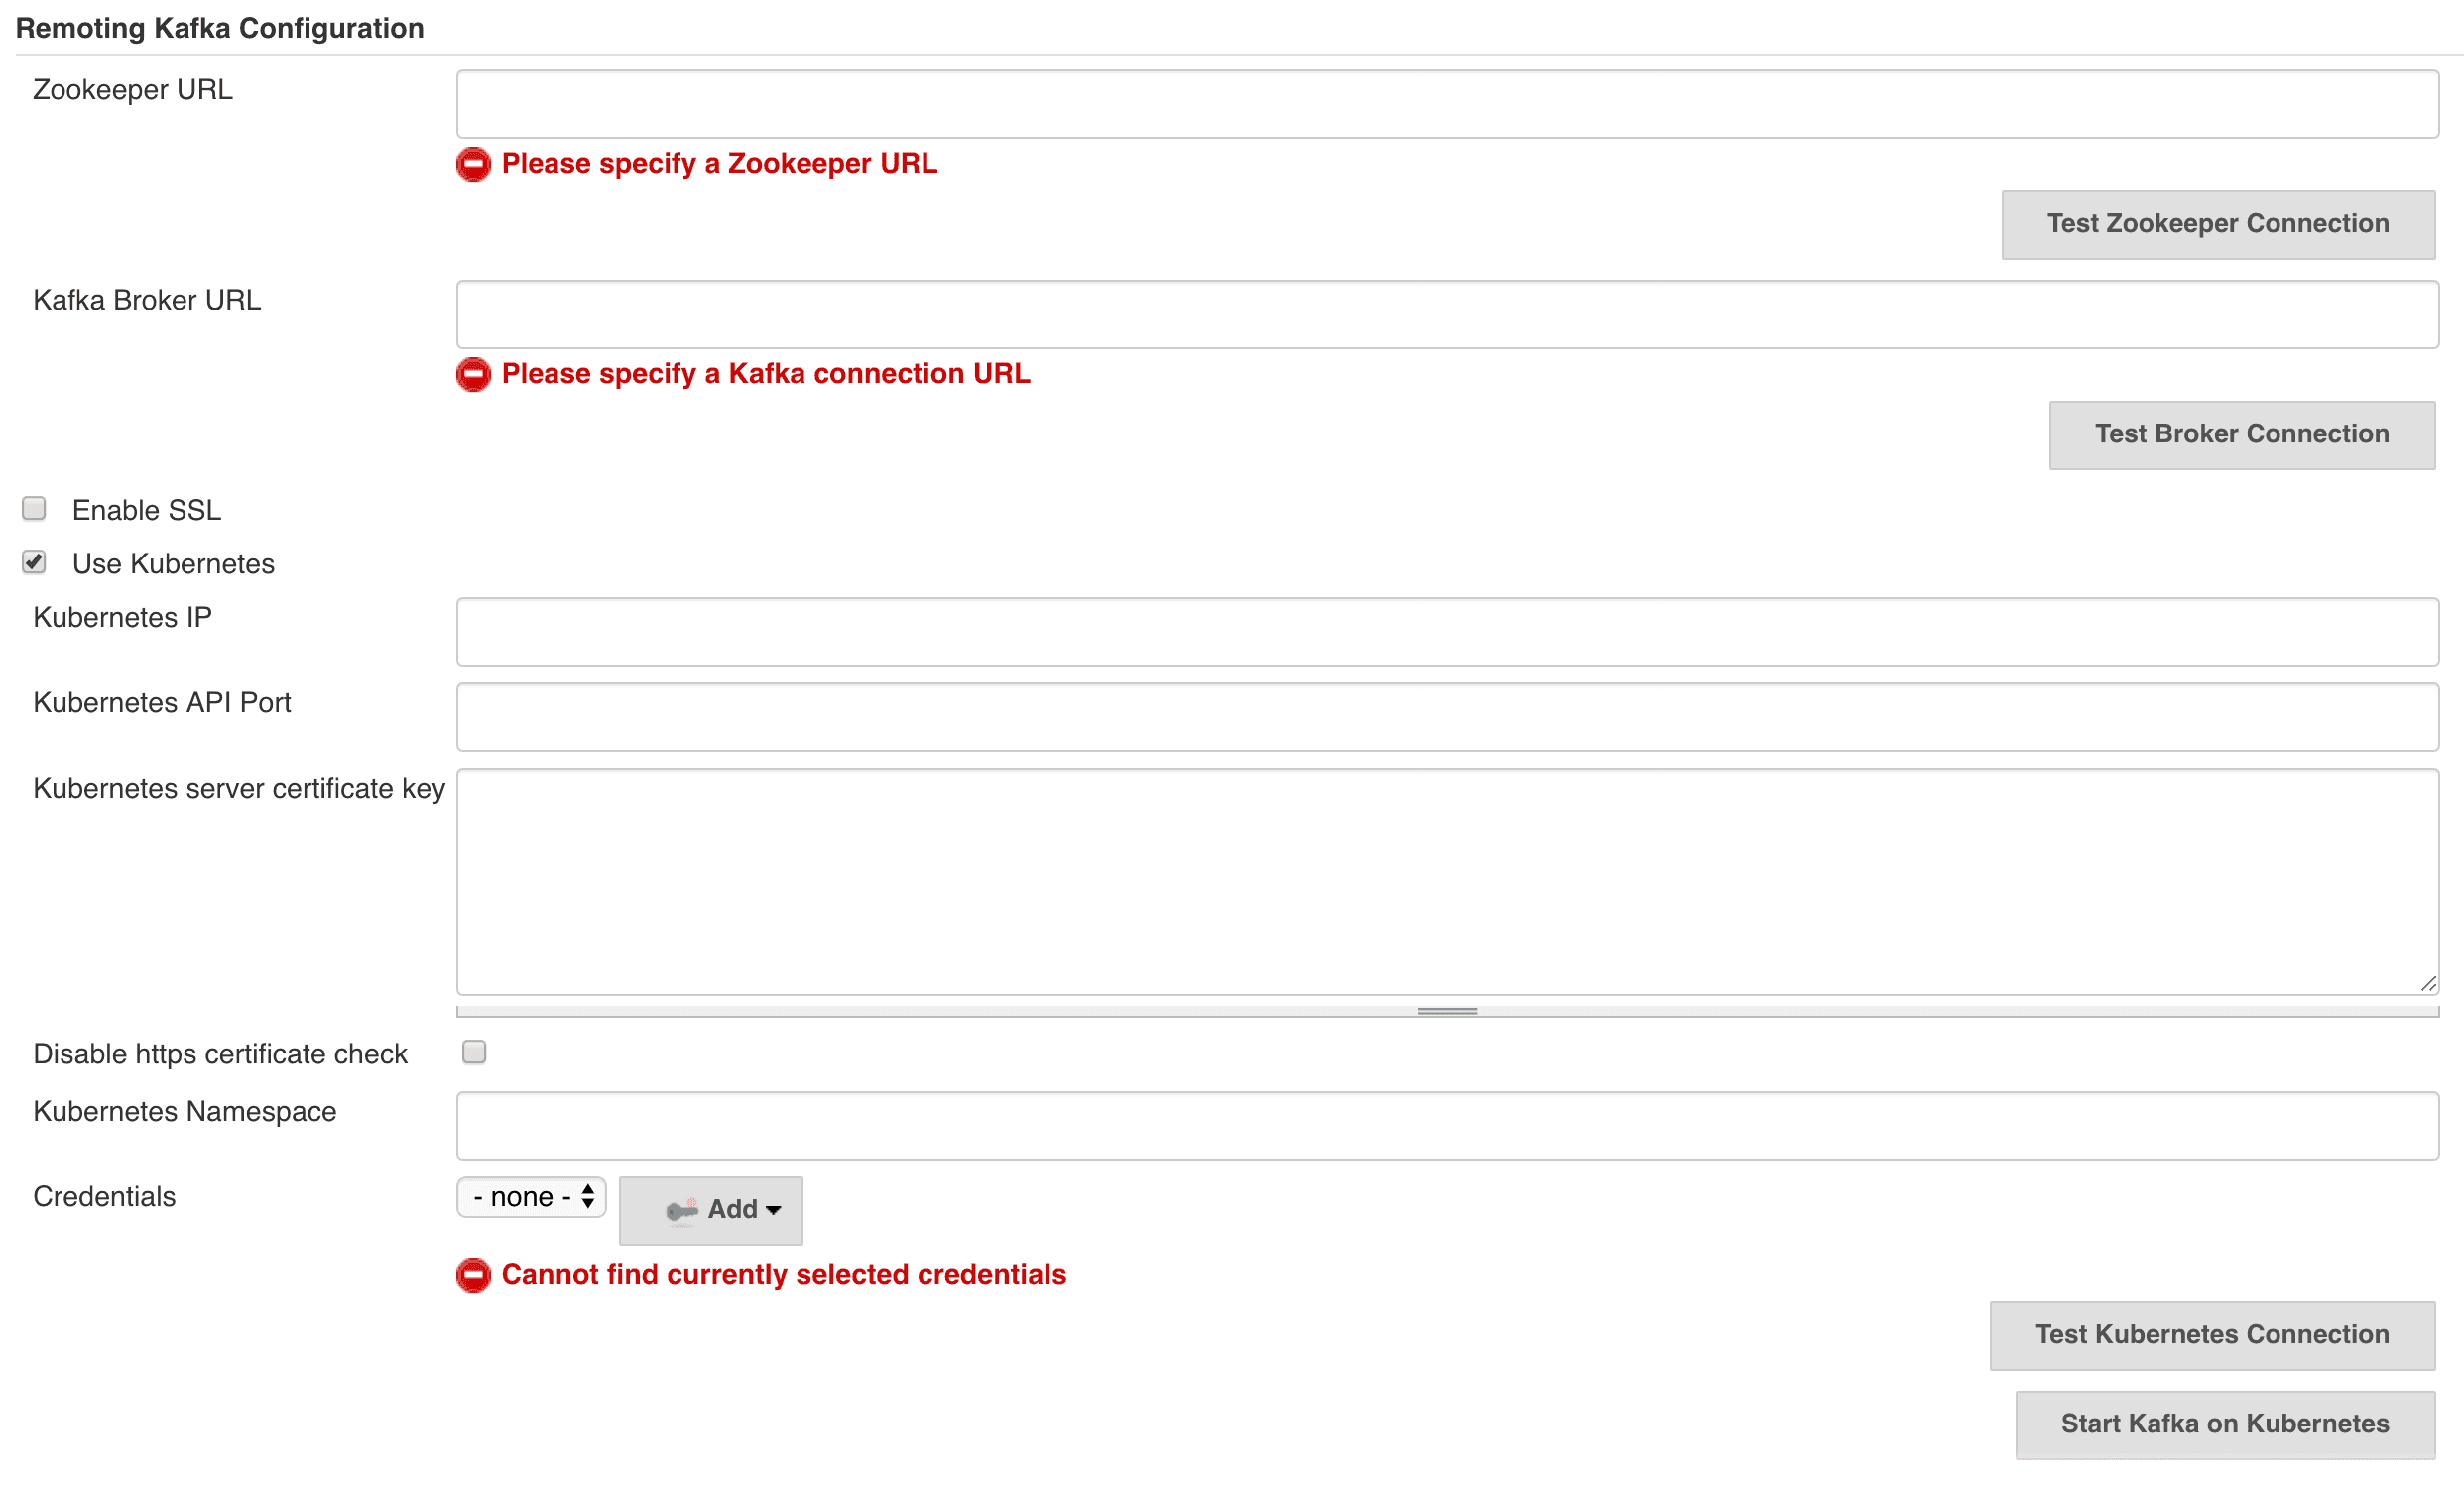 Remoting Kafka Configuration
Zookeeper URL
Please specify a Zookeeper URL
Test Zookeeper Connection
Kafka Broker URL
Please specify a Kafka connection URL
Test Broker Connection
Enable SSL
Use Kubernetes
Kubernetes IP
Kubernetes API Port
Kubernetes server certificate key
Disable https certificate check
Kubernetes Namespace
Credentials - none - Add
Cannot find currently selected credentials
Test Kubernetes Connection
Start Kafka on Kubernetes